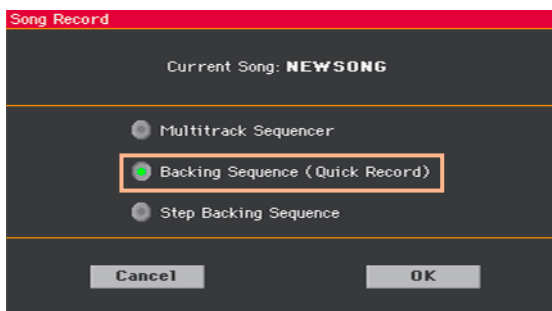 Song Record
Current Song: NEWSONG
Multitrack Sequencer
Backing Sequence (Quick Record)
Step Backing Sequence
Cancel OK